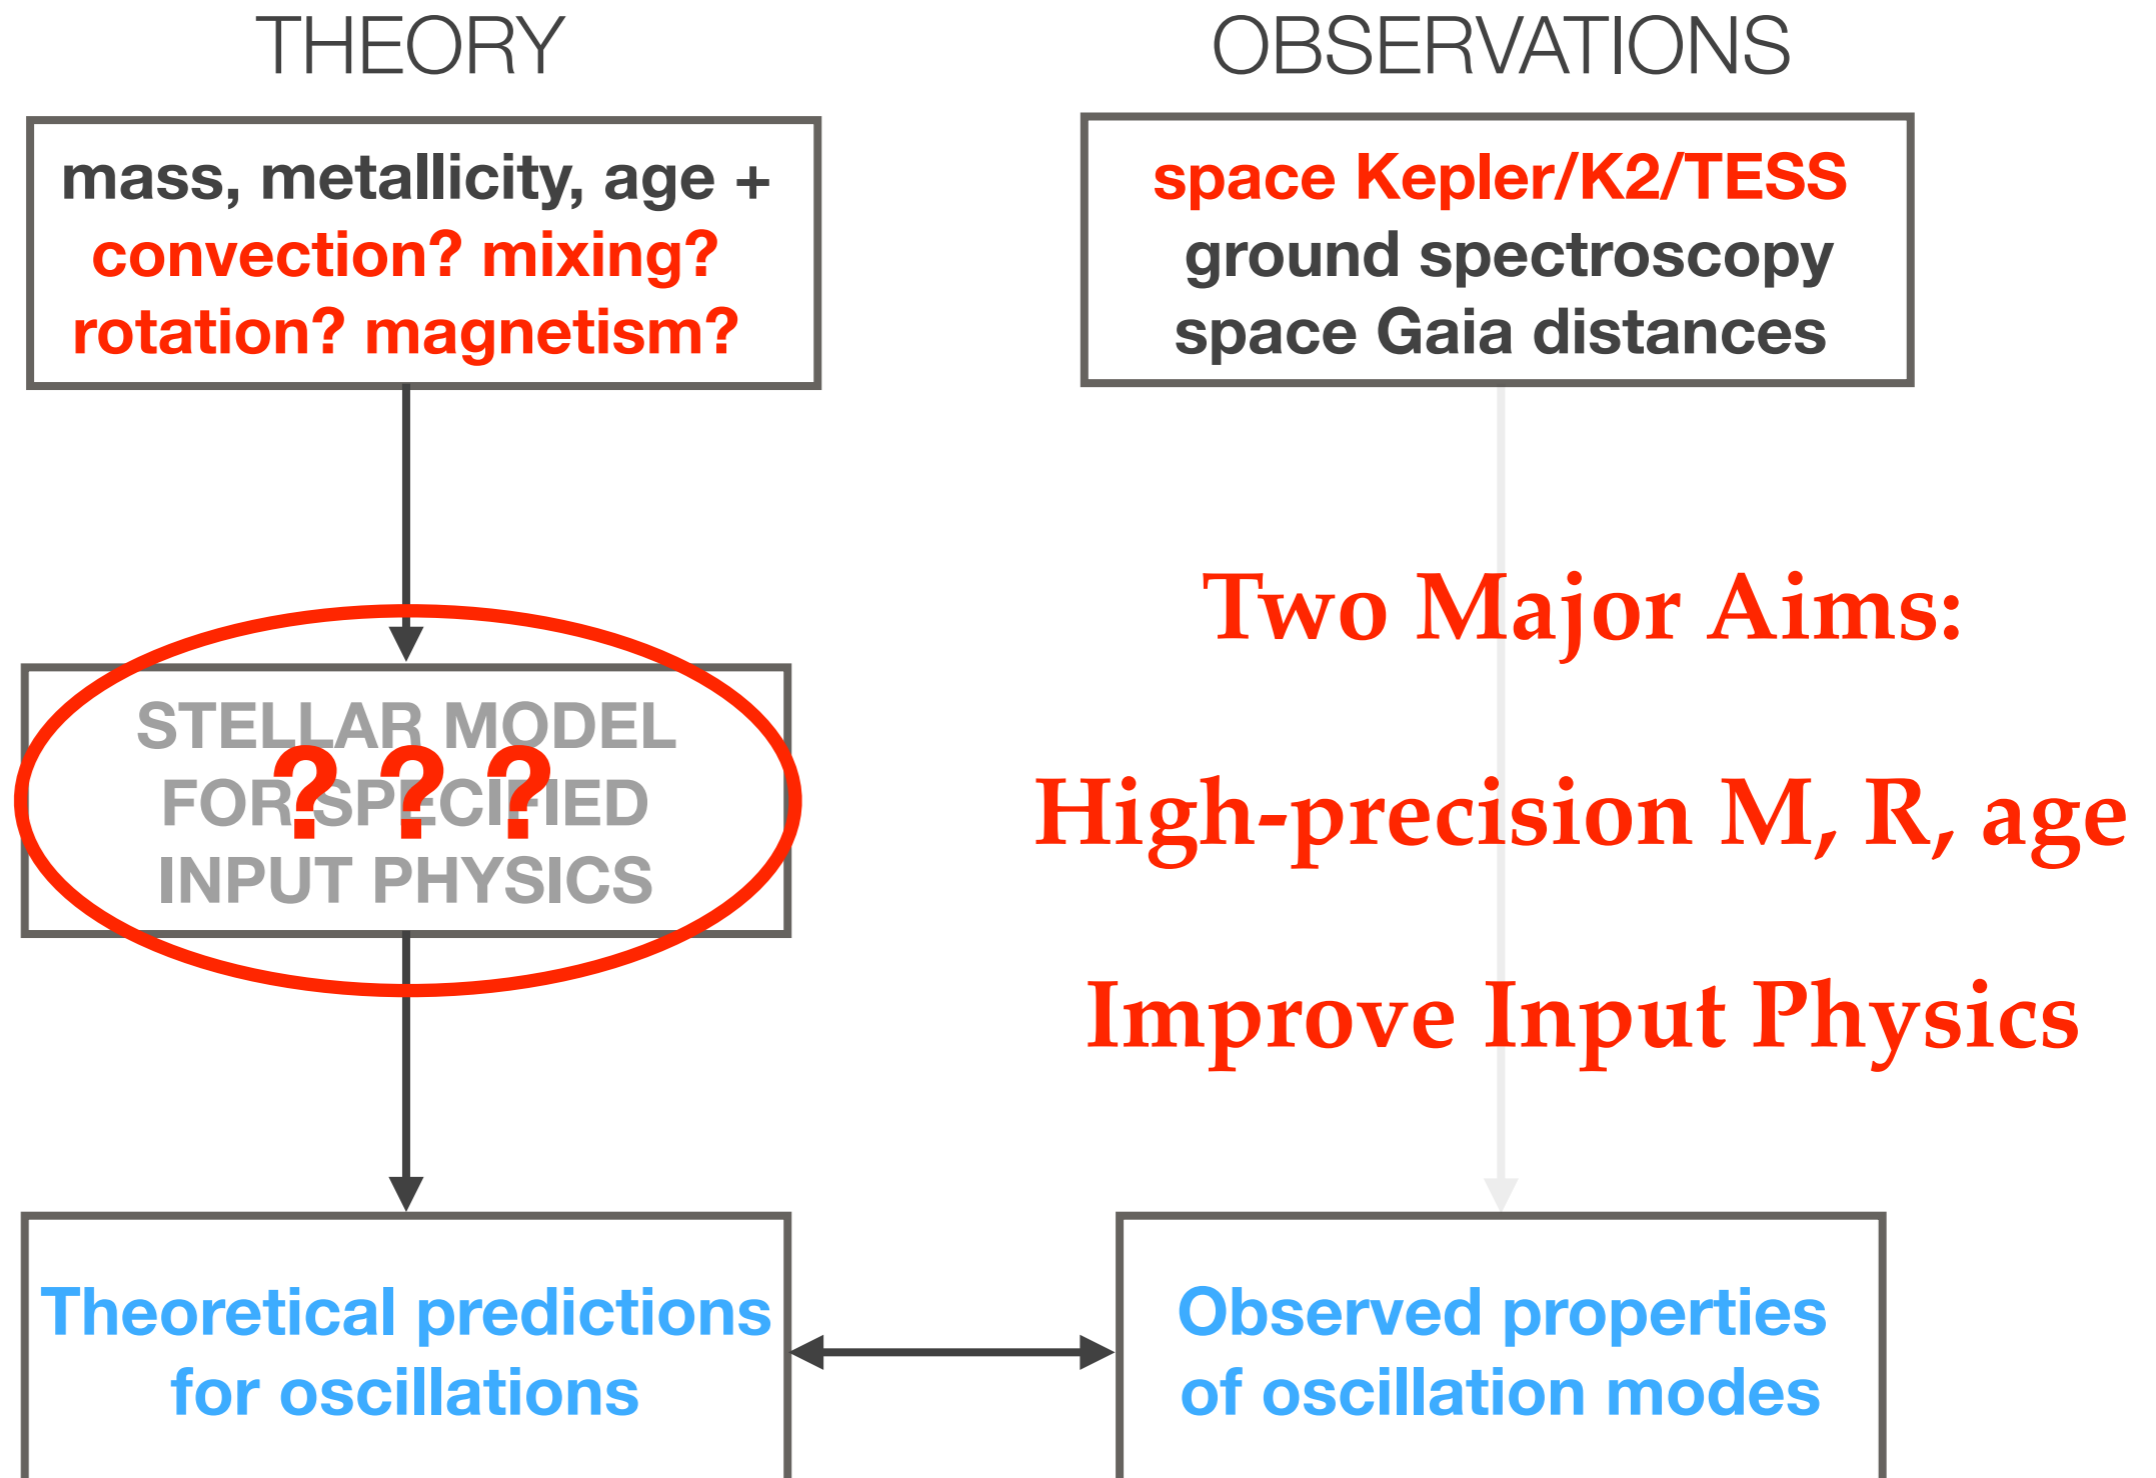 THEORY
mass, metallicity, age +
convection? mixing?
rotation? magnetism?
STELLAR MODEL
FOR SPECIFIED
INPUT PHYSICS
? ? ?
Theoretical predictions
for oscillations
OBSERVATIONS
space Kepler/K2/TESS
ground spectroscopy
space Gaia distances
Two Major Aims:
High-precision M, R, age
Improve Input Physics
Observed properties
of oscillation modes